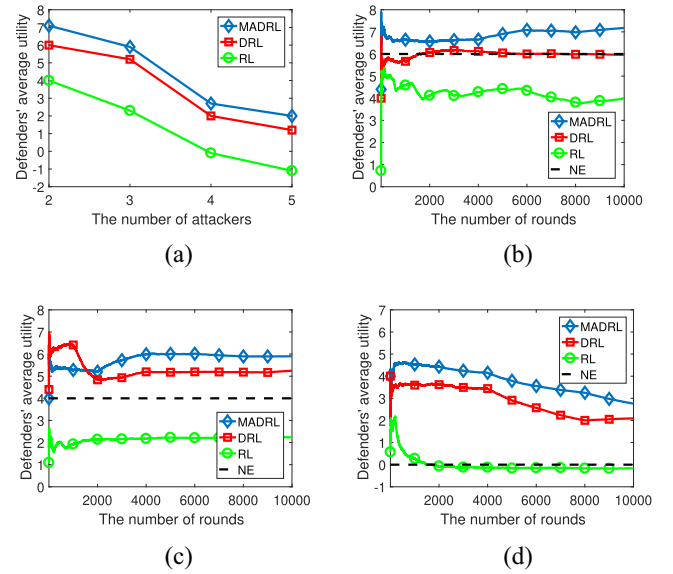 Defenders' average utility
8
7
6
5
4
3
2
1
0
-1
-2
2
3
4
5
The number of attackers
MADRL
DRL
RL
(a)
Defenders' average utility
8
7
6
5
4
3
2
1
0
0
2000
4000
6000
8000
10000
The number of rounds
MADRL
DRL
RL
NE
(b)
Defenders' average utility
8
7
6
5
4
3
2
1
0
0
2000
4000
6000
8000
10000
The number of rounds
MADRL
DRL
RL
NE
(c)
Defenders' average utility
7
6
5
4
3
2
1
0
-1
0
2000
4000
6000
8000
10000
The number of rounds
MADRL
DRL
RL
NE
(d)